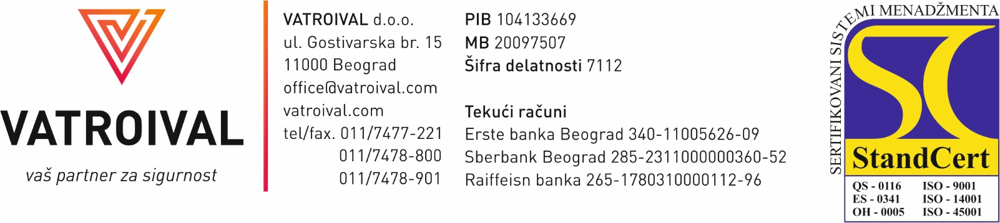 VATROIVAL
vaš partner za sigurnost
VATROIVAL d.o.o.
ul. Gostivarska br. 15
11000 Beograd
office@vatroival.com
vatroival.com
tel/fax. 011/7477-221
011/7478-800
011/7478-901
PIB 104133669
MB 20097507
Šifra delatnosti 7112
Tekući računi
Erste banka Beograd 340-11005626-09
Sberbank Beograd 285-2311000000360-52
Raiffeisn banka 265-1780310000112-96
SERTIFIKOVANI SISTEMI MENADŽMENTA
SC
StandCert
QS - 0116 ISO - 9001
ES - 0341 ISO - 14001
OH - 0005 ISO - 45001